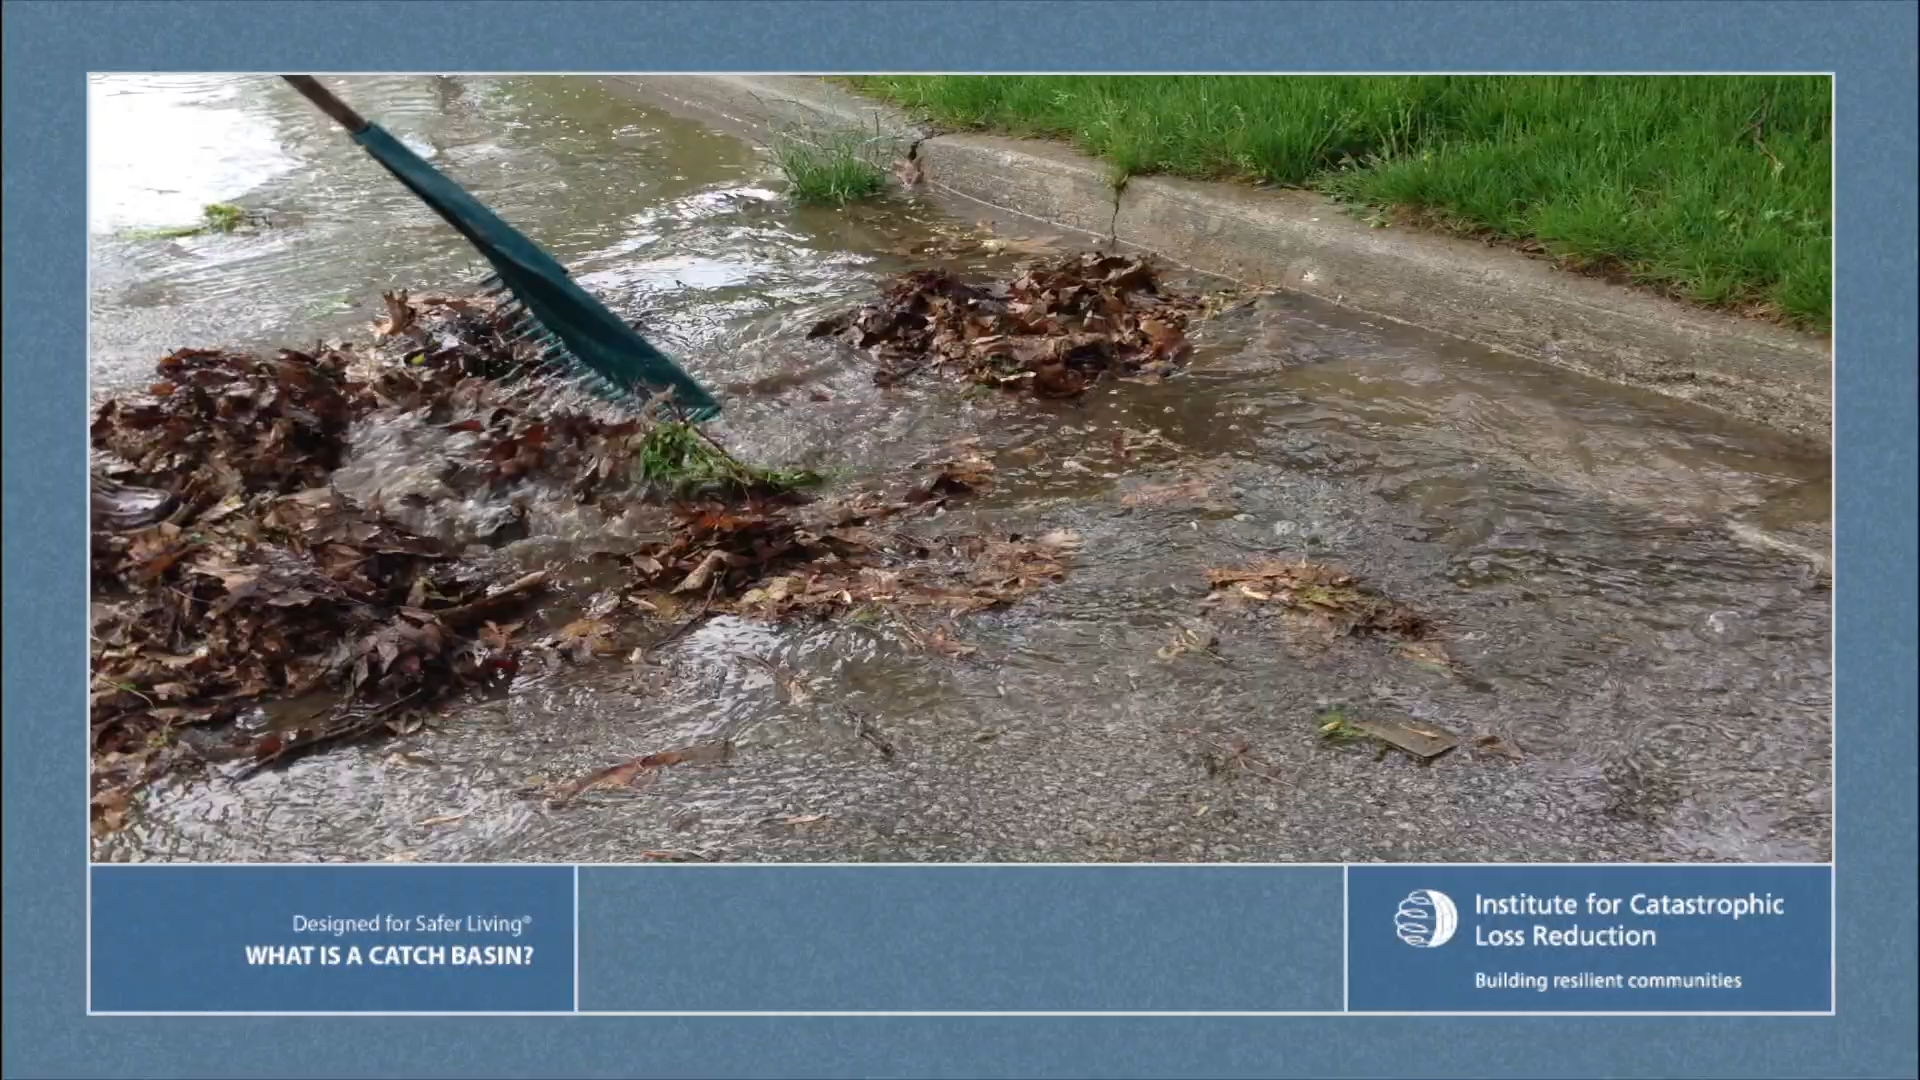 Designed for Safer Living®
WHAT IS A CATCH BASIN?
Institute for Catastrophic
Loss Reduction
Building resilient communities